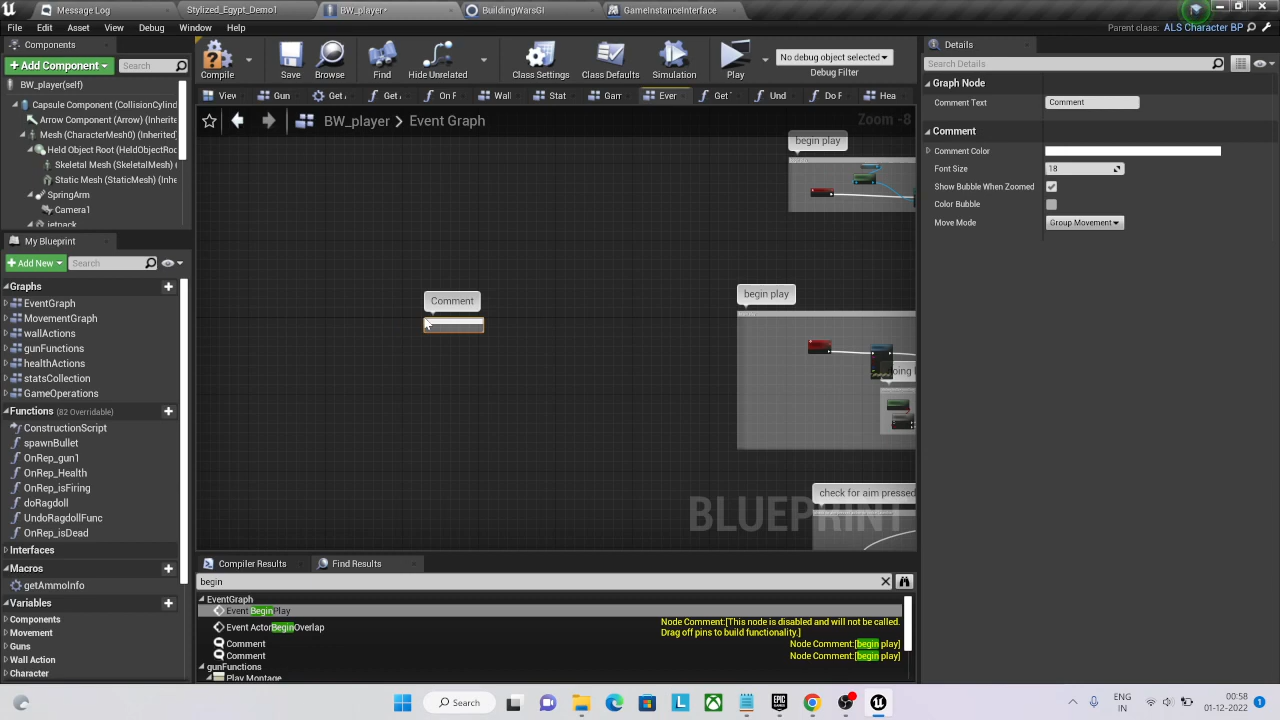 Message Log
Stylized_Egypt_Demo1
BW_player*
BuildingWarsGI
GameInstanceInterface
File Edit Asset View Debug Window Help
Parent class: ALS Character BP
Components
+ Add Component
Search
BW_player(self)
Capsule Component (CollisionCylin
Arrow Component (Arrow) (Inherite
Mesh (CharacterMesh0) (Inherited)
Held Object Root (HeldObjectRoo
Skeletal Mesh (SkeletalMesh) (
Static Mesh (StaticMesh) (Inhe
SpringArm
Camera1
jetpack
Compile
Save
Browse
Find
Hide Unrelated
Class Settings
Class Defaults
Simulation
Play
No debug object selected
Debug Filter
View
Gun
Get
Get
On F
Wall
Stat
Gam
Ever
Get
Und
Do F
Hea
BW_player > Event Graph
Zoom -8
begin play
Comment
begin play
check for aim pressed
BLUEPRINT
My Blueprint
+Add New
Search
Graphs
EventGraph
MovementGraph
wallActions
gunFunctions
healthActions
statsCollection
GameOperations
Functions (82 Overridable)
ConstructionScript
spawnBullet
OnRep_gun1
OnRep_Health
OnRep_isFiring
doRagdoll
UndoRagdollFunc
OnRep_isDead
Interfaces
Macros
getAmmoInfo
Variables
Components
Movement
Guns
Wall Action
Character
Compiler Results
Find Results
begin
EventGraph
Event BeginPlay
Event ActorBeginOverlap
Node Comment:[This node is disabled and will not be called.
Drag off pins to build functionality.]
Comment
Node Comment:[begin play]
Comment
Node Comment:[begin play]
gunFunctions
Play Montage
Details
Search Details
Graph Node
Comment Text
Comment
Comment
Comment Color
Font Size
18
Show Bubble When Zoomed
Color Bubble
Move Mode
Group Movement
Search
ENG
IN
00:58
01-12-2022